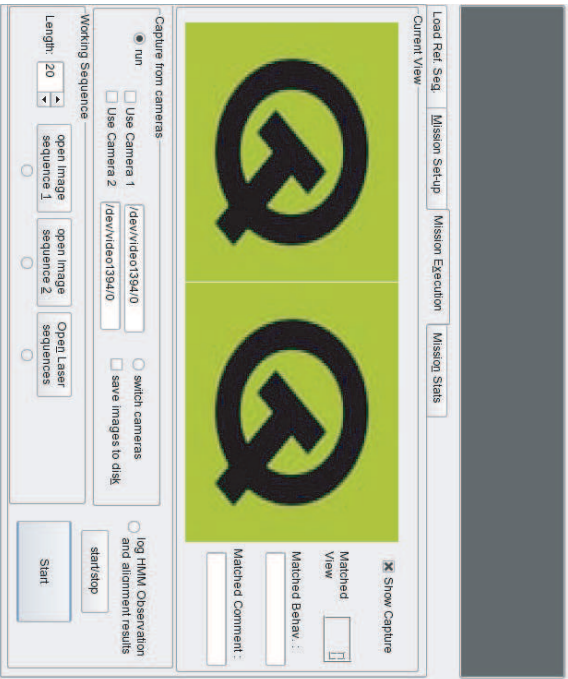 Load Ref. Seq
Mission Set-up
Mission Execution
Mission Stats
Current View
Show Capture
Matched
View
Matched Behav. :
Matched Comment :
Capture from cameras
run
switch cameras
Use Camera 1
/dev/video1394/0
Use Camera 2
/dev/video1394/0
save images to disk
log HMM Observation
and alionment results
start/stop
Working Sequence
Length:
20
open Image
sequence 1
open Image
sequence 2
Open Laser
sequences
Start